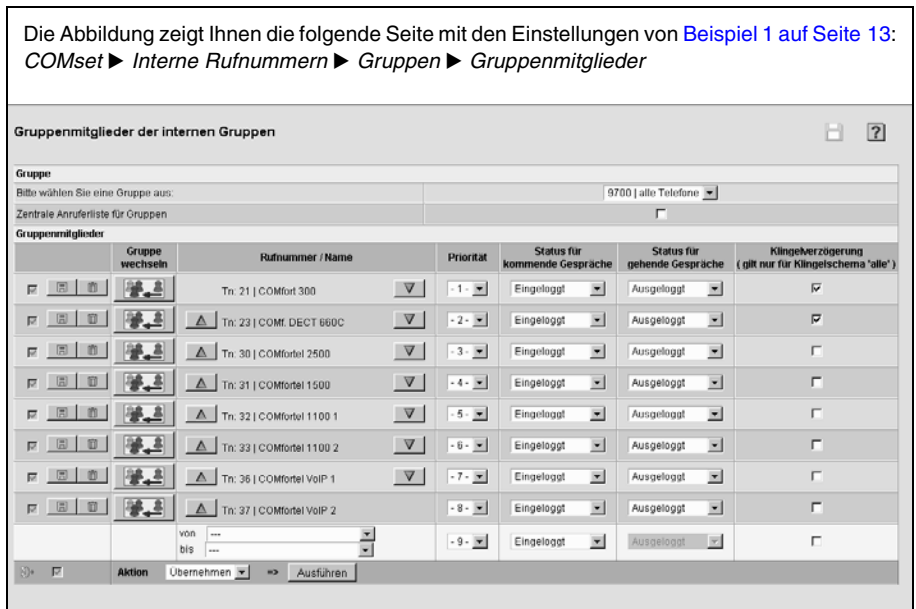 Die Abbildung zeigt Ihnen die folgende Seite mit den Einstellungen von Beispiel 1 auf Seite 13:
COMset ▶ Interne Rufnummern ▶ Gruppen ▶ Gruppenmitglieder
Gruppenmitglieder der internen Gruppen
?
Gruppe
Bitte wählen Sie eine Gruppe aus: 9700 | alle Telefone
Zentrale Anruferliste für Gruppen
Gruppenmitglieder
Gruppe wechseln Rufnummer / Name Priorität Status für kommende Gespräche Status für gehende Gespräche Klingelverzögerung ( gilt nur für Klingelschema 'alle' )
Tn: 21 | COMfort 300 - 1 - Eingeloggt Ausgeloggt
Tn: 23 | COMf. DECT 660C - 2 - Eingeloggt Ausgeloggt
Tn: 30 | COMfortel 2500 - 3 - Eingeloggt Ausgeloggt
Tn: 31 | COMfortel 1500 - 4 - Eingeloggt Ausgeloggt
Tn: 32 | COMfortel 1100 1 - 5 - Eingeloggt Ausgeloggt
Tn: 33 | COMfortel 1100 2 - 6 - Eingeloggt Ausgeloggt
Tn: 36 | COMfortel VoIP 1 - 7 - Eingeloggt Ausgeloggt
Tn: 37 | COMfortel VoIP 2 - 8 - Eingeloggt Ausgeloggt
von ---
bis --- - 9 - Eingeloggt Ausgeloggt
Aktion Übernehmen => Ausführen